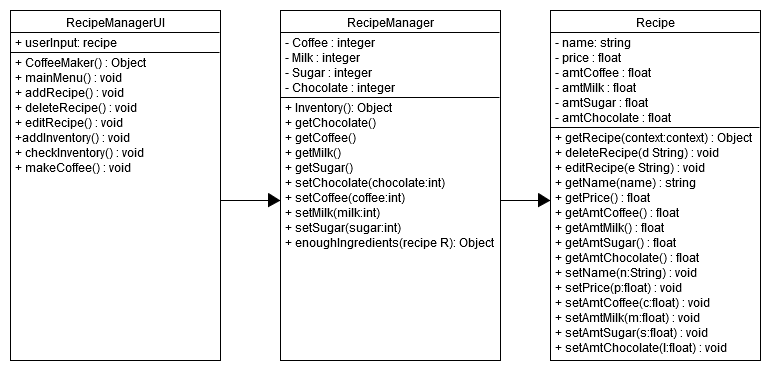 RecipeManagerUI
+ userInput: recipe
+ CoffeeMaker() : Object
+ mainMenu() : void
+ addRecipe() : void
+ deleteRecipe() : void
+ editRecipe() : void
+addInventory() : void
+ checkInventory() : void
+ makeCoffee() : void
RecipeManager
- Coffee : integer
- Milk : integer
- Sugar : integer
- Chocolate : integer
+ Inventory(): Object
+ getChocolate()
+ getCoffee()
+ getMilk()
+ getSugar()
+ setChocolate(chocolate:int)
+ setCoffee(coffee:int)
+ setMilk(milk:int)
+ setSugar(sugar:int)
+ enoughIngredients(recipe R): Object
Recipe
- name: string
- price : float
- amtCoffee : float
- amtMilk : float
- amtSugar : float
- amtChocolate : float
+ getRecipe(context:context) : Object
+ deleteRecipe(d String) : void
+ editRecipe(e String) : void
+ getName(name) : string
+ getPrice() : float
+ getAmtCoffee() : float
+ getAmtMilk() : float
+ getAmtSugar() : float
+ getAmtChocolate() : float
+ setName(n:String) : void
+ setPrice(p:float) : void
+ setAmtCoffee(c:float) : void
+ setAmtMilk(m:float) : void
+ setAmtSugar(s:float) : void
+ setAmtChocolate(l:float) : void